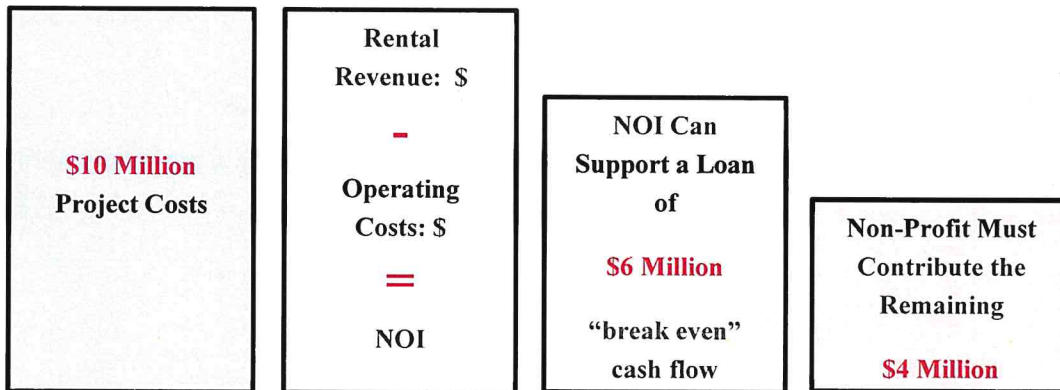 $10 Million
Project Costs
Rental
Revenue: $
-
Operating
Costs: $
=
NOI
NOI Can
Support a Loan
of
$6 Million
“break even”
cash flow
Non-Profit Must
Contribute the
Remaining
$4 Million